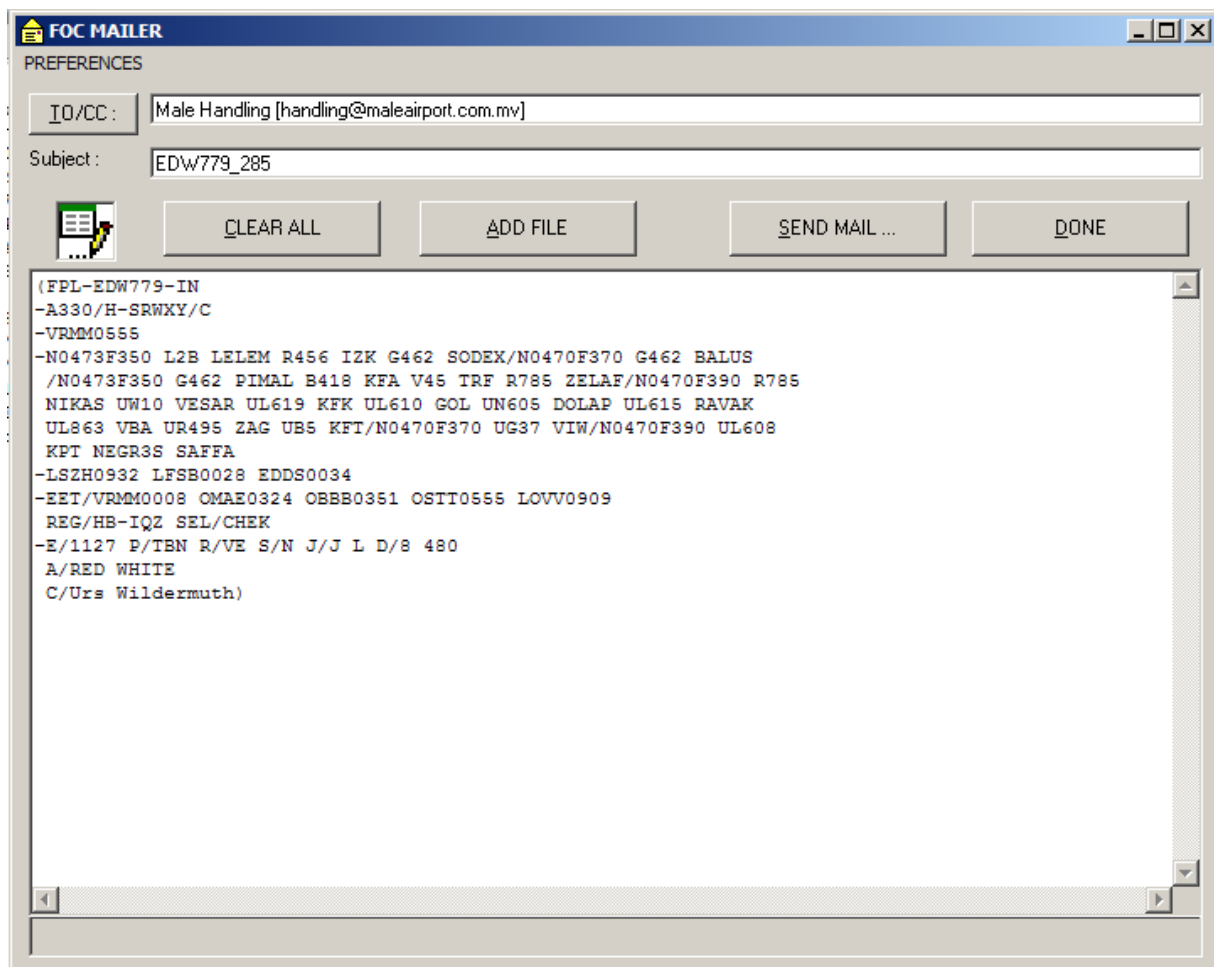 FOC MAILER
PREFERENCES
TO/CC :
Male Handling [handling@maleairport.com.mv]
Subject :
EDW779_285
CLEAR ALL
ADD FILE
SEND MAIL ...
DONE
(FPL-EDW779-IN
-A330/H-SRWXY/C
-VRMM0555
-N0473F350 L2B LELEM R456 IZK G462 SODEX/N0470F370 G462 BALUS
/N0473F350 G462 PIMAL B418 KFA V45 TRF R785 ZELAF/N0470F390 R785
NIKAS UW10 VESAR UL619 KFK UL610 GOL UN605 DOLAP UL615 RAVAK
UL863 VBA UR495 ZAG UB5 KFT/N0470F370 UG37 VIW/N0470F390 UL608
KPT NEGR3S SAFFA
-LSZH0932 LFSB0028 EDDS0034
-EET/VRMM0008 OMAE0324 OBBB0351 OSTT0555 LOVV0909
REG/HB-IQZ SEL/CHEK
-E/1127 P/TBN R/VE S/N J/J L D/8 480
A/RED WHITE
C/Urs Wildermuth)